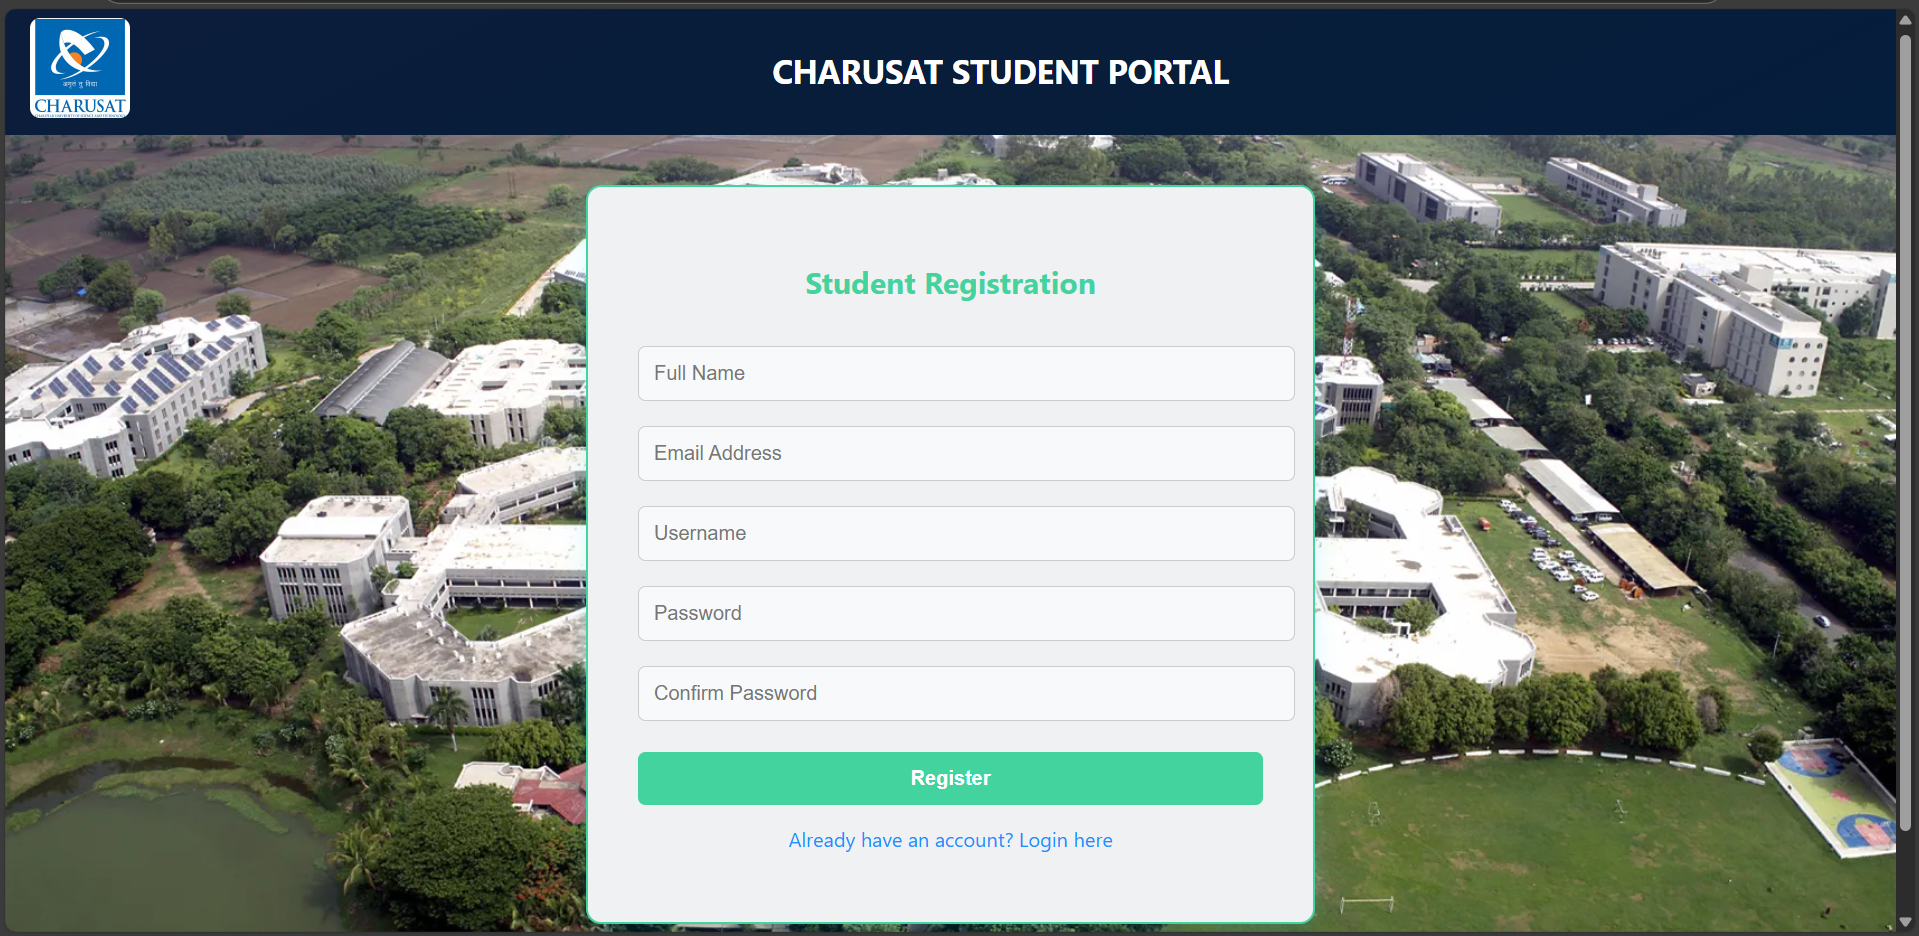 अमृतं तु विद्या
CHARUSAT
CHARUSAT STUDENT PORTAL
Student Registration
Full Name
Email Address
Username
Password
Confirm Password
Register
Already have an account? Login here